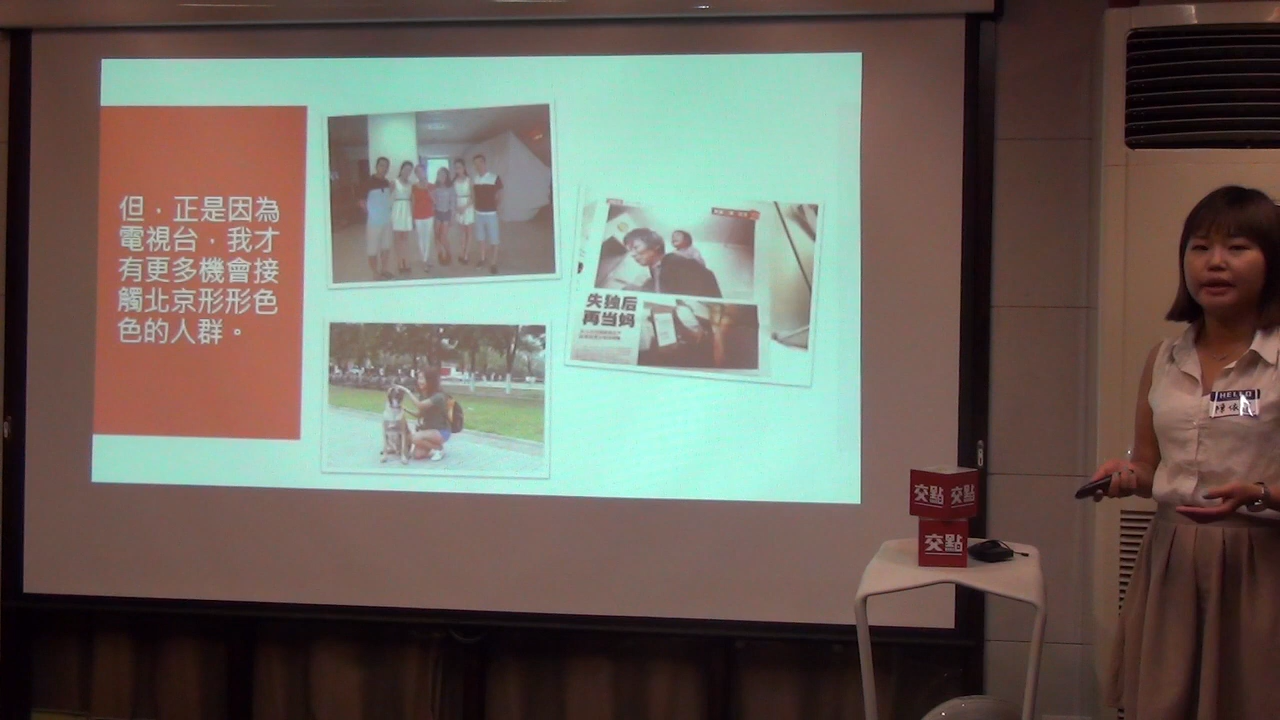 但，正是因為
電視台，我才
有更多機會接
觸北京形形色
色的人群。
失独后
再当妈
HELLO
交點 交點
交點